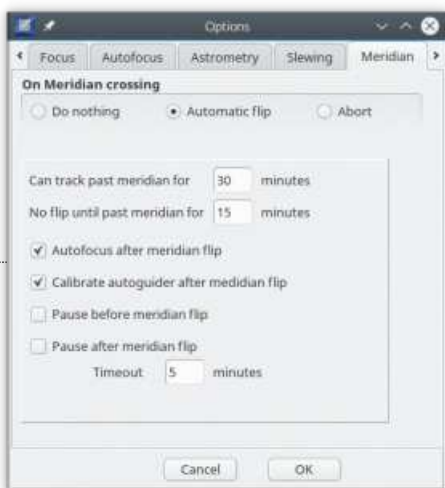 Options
Focus Autofocus Astrometry Slewing Meridian
On Meridian crossing
Do nothing Automatic flip Abort
Can track past meridian for 30 minutes
No flip until past meridian for 15 minutes
Autofocus after meridian flip
Calibrate autoguider after medidian flip
Pause before meridian flip
Pause after meridian flip
Timeout 5 minutes
Cancel OK